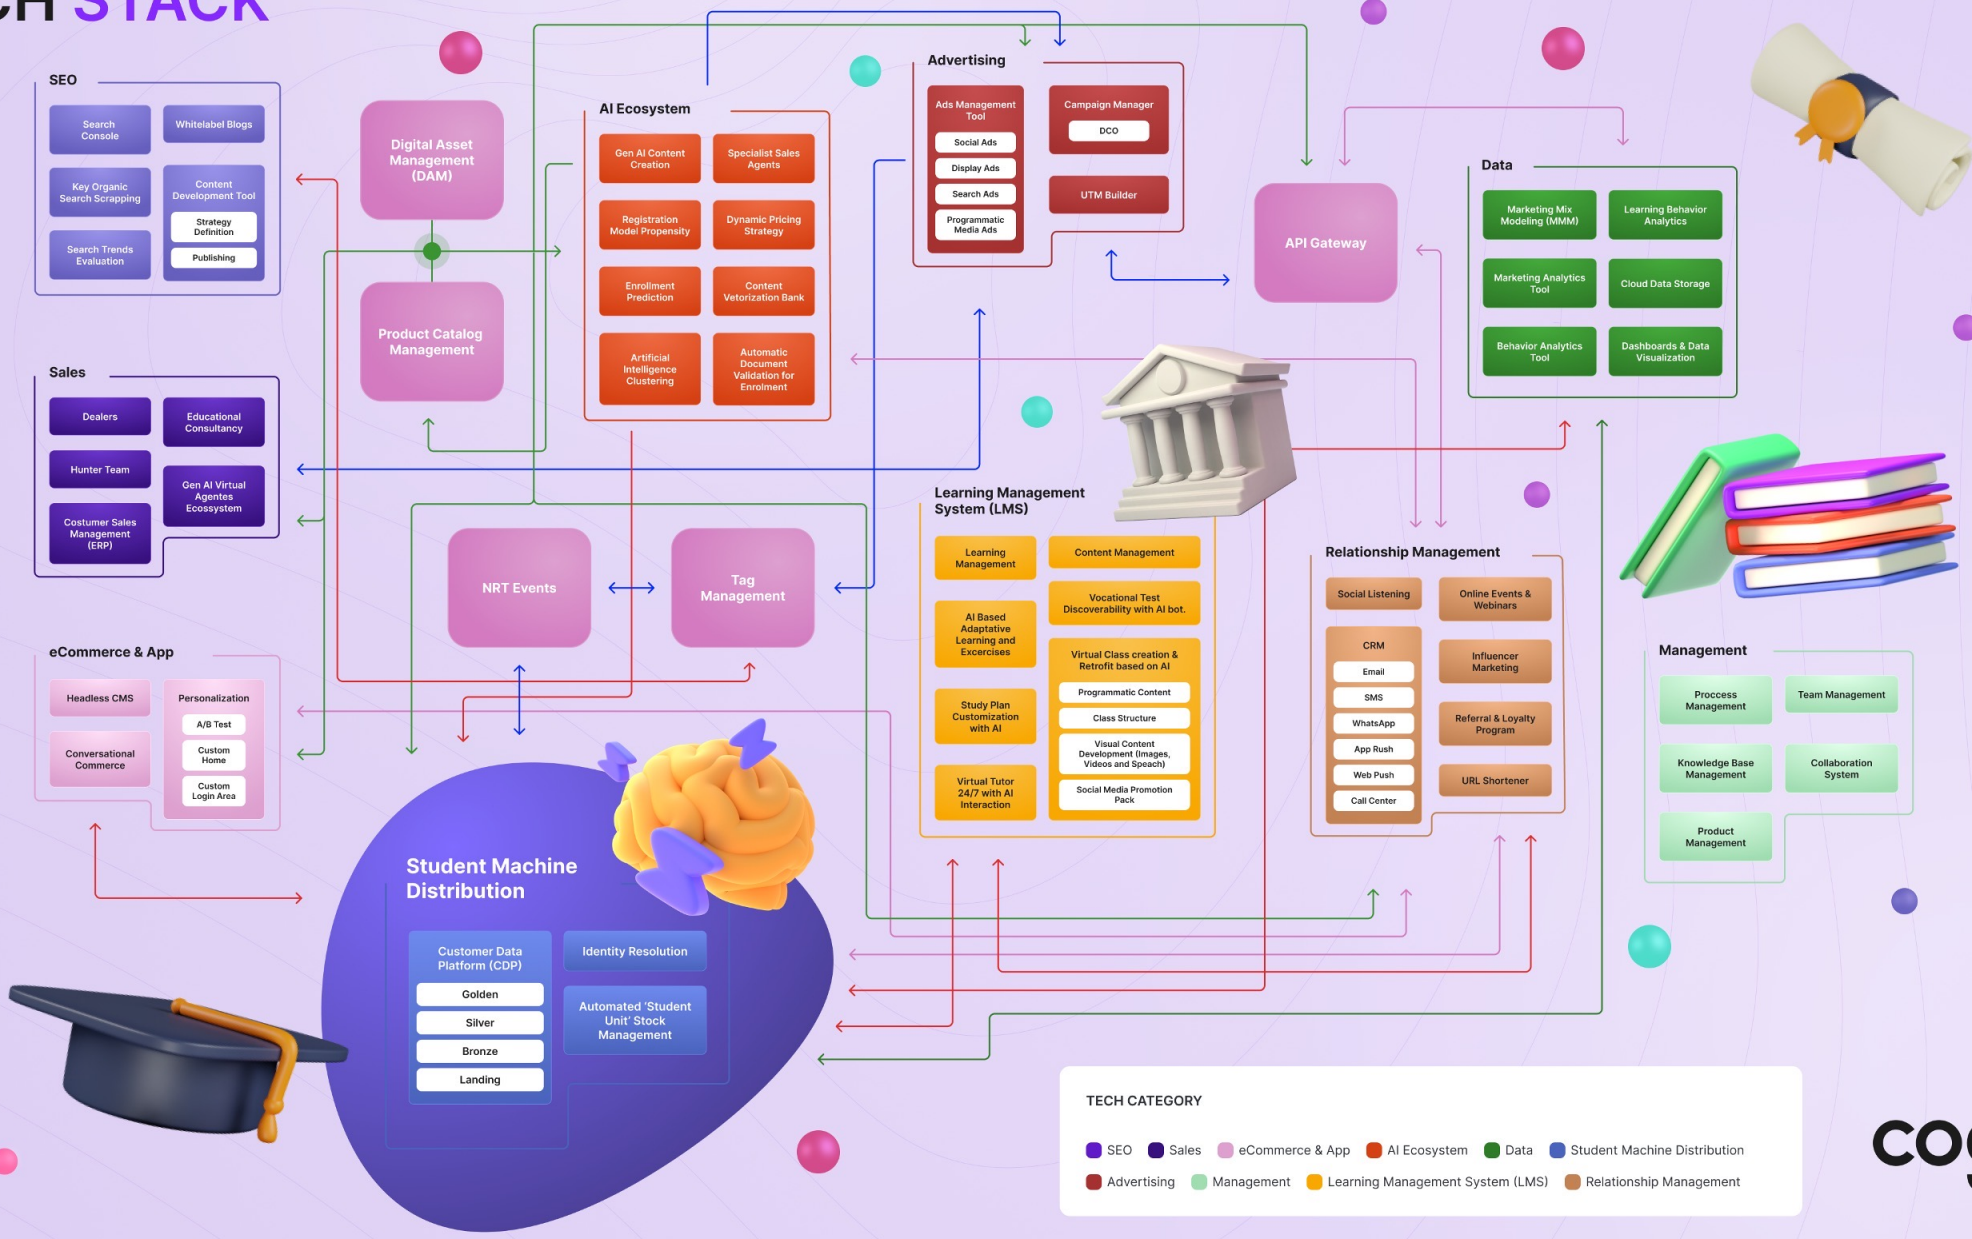 STACK
SEO
Search
Console
Whitelabel Blogs
Key Organic
Search Scrapping
Content
Development Tool
Strategy
Definition
Publishing
Search Trends
Evaluation
Digital Asset
Management
(DAM)
Product Catalog
Management
AI Ecosystem
Gen AI Content
Creation
Specialist Sales
Agents
Registration
Model Propensity
Dynamic Pricing
Strategy
Enrollment
Prediction
Content
Vetorization Bank
Artificial
Intelligence
Clustering
Automatic
Document
Validation for
Enrolment
Advertising
Ads Management
Tool
Social Ads
Display Ads
Search Ads
Programmatic
Media Ads
Campaign Manager
DCO
UTM Builder
API Gateway
Data
Marketing Mix
Modeling (MMM)
Learning Behavior
Analytics
Marketing Analytics
Tool
Cloud Data Storage
Behavior Analytics
Tool
Dashboards & Data
Visualization
Sales
Dealers
Educational
Consultancy
Hunter Team
Gen AI Virtual
Agentes
Ecossystem
Costumer Sales
Management
(ERP)
NRT Events
Tag
Management
Learning Management
System (LMS)
Learning
Management
Content Management
AI Based
Adaptative
Learning and
Excercises
Vocational Test
Discoverability with AI bot.
Virtual Class creation &
Retrofit based on AI
Programmatic Content
Class Structure
Visual Content
Development (Images,
Videos and Speach)
Social Media Promotion
Pack
Study Plan
Customization
with AI
Virtual Tutor
24/7 with AI
Interaction
Relationship Management
Social Listening
Online Events &
Webinars
CRM
Email
SMS
WhatsApp
App Rush
Web Push
Call Center
Influencer
Marketing
Referral & Loyalty
Program
URL Shortener
Management
Proccess
Management
Team Management
Knowledge Base
Management
Collaboration
System
Product
Management
eCommerce & App
Headless CMS
Personalization
A/B Test
Custom
Home
Custom
Login Area
Conversational
Commerce
Student Machine
Distribution
Customer Data
Platform (CDP)
Golden
Silver
Bronze
Landing
Identity Resolution
Automated 'Student
Unit' Stock
Management
TECH CATEGORY
SEO Sales eCommerce & App AI Ecosystem Data Student Machine Distribution
Advertising Management Learning Management System (LMS) Relationship Management